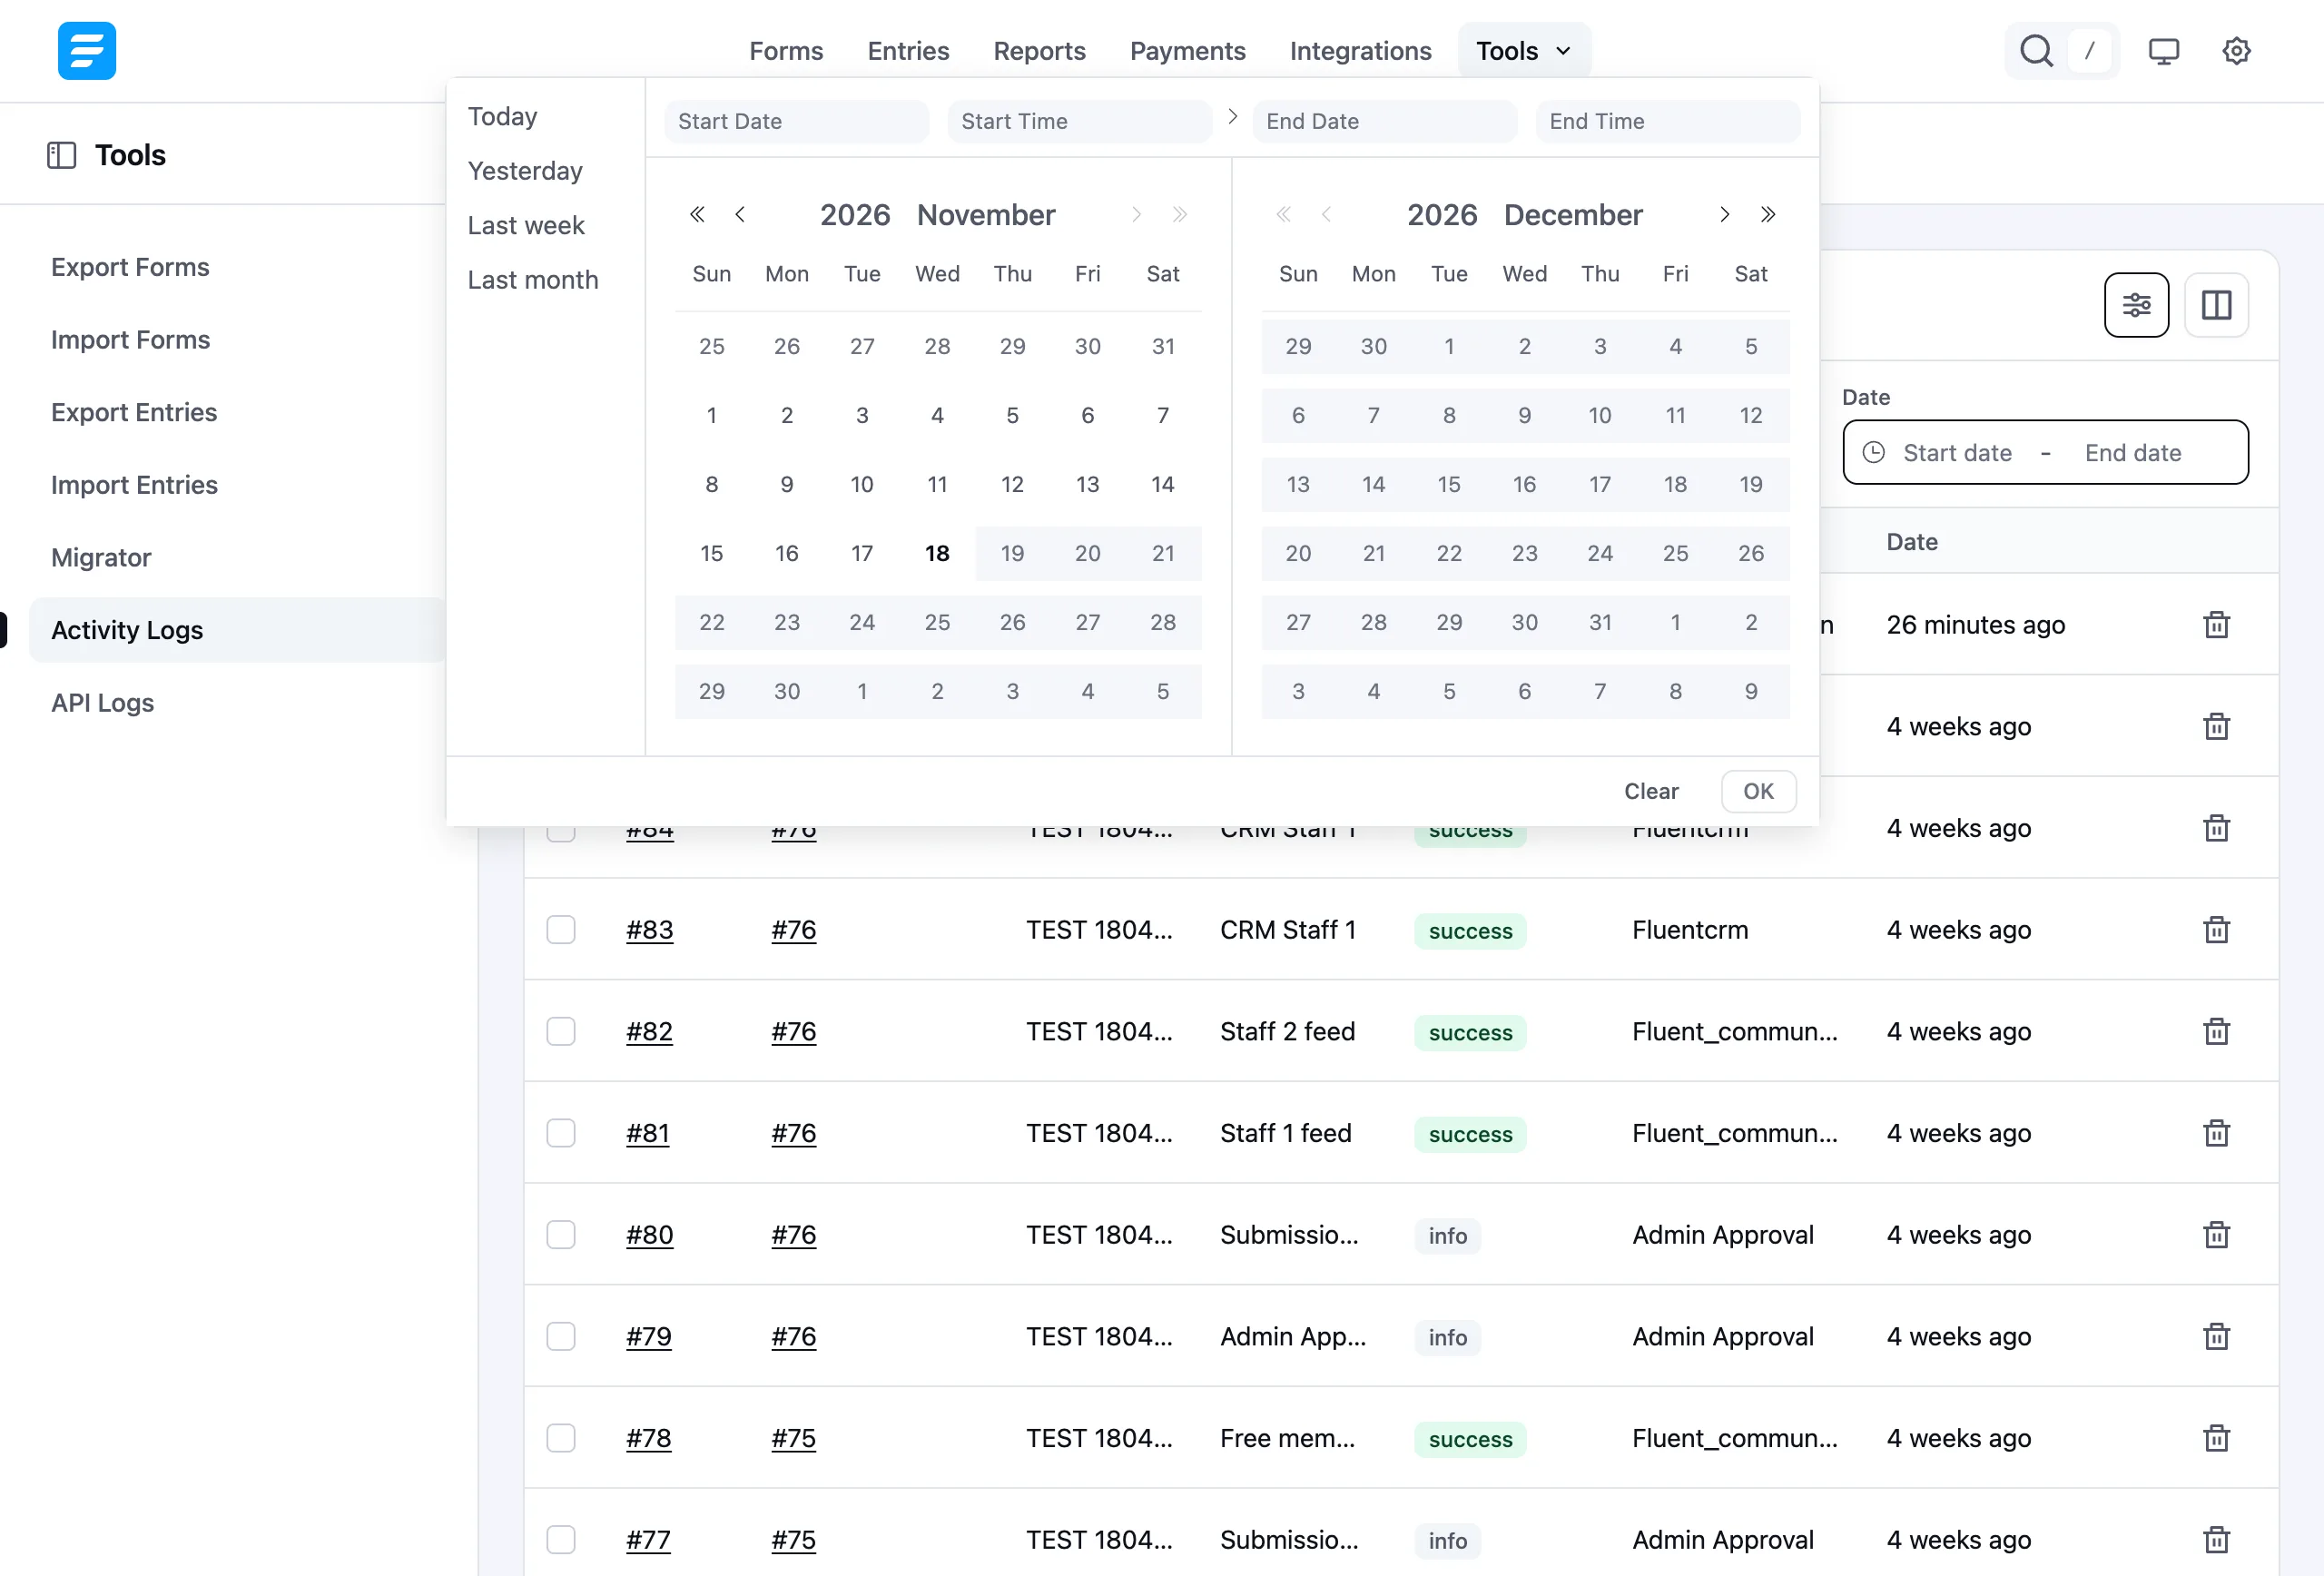 Forms Entries Reports Payments Integrations Tools /
Tools
Export Forms
Import Forms
Export Entries
Import Entries
Migrator
Activity Logs
API Logs
Today
Yesterday
Last week
Last month
Start Date Start Time > End Date End Time
2026 November
Sun Mon Tue Wed Thu Fri Sat
25 26 27 28 29 30 31
1 2 3 4 5 6 7
8 9 10 11 12 13 14
15 16 17 18 19 20 21
22 23 24 25 26 27 28
29 30 1 2 3 4 5
2026 December
Sun Mon Tue Wed Thu Fri Sat
29 30 1 2 3 4 5
6 7 8 9 10 11 12
13 14 15 16 17 18 19
20 21 22 23 24 25 26
27 28 29 30 31 1 2
3 4 5 6 7 8 9
Clear OK
Date
Start date - End date
Date
n 26 minutes ago
4 weeks ago
#84 #76 TEST 1804... CRM Staff 1 success Fluentcrm 4 weeks ago
#83 #76 TEST 1804... CRM Staff 1 success Fluentcrm 4 weeks ago
#82 #76 TEST 1804... Staff 2 feed success Fluent_commun... 4 weeks ago
#81 #76 TEST 1804... Staff 1 feed success Fluent_commun... 4 weeks ago
#80 #76 TEST 1804... Submissio... info Admin Approval 4 weeks ago
#79 #76 TEST 1804... Admin App... info Admin Approval 4 weeks ago
#78 #75 TEST 1804... Free mem... success Fluent_commun... 4 weeks ago
#77 #75 TEST 1804... Submissio... info Admin Approval 4 weeks ago